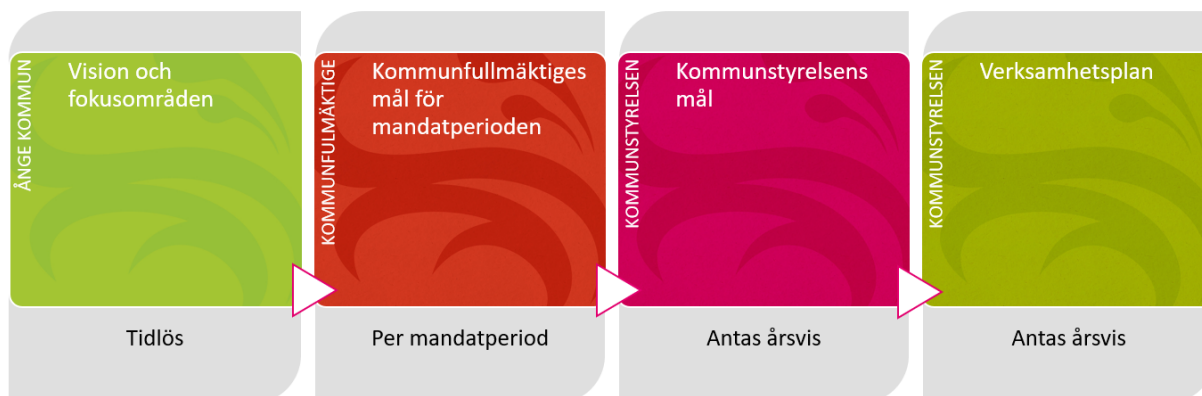 ÅNGE KOMMUN
Vision och
fokusområden
Tidlös
KOMMUNFULMÄKTIGE
Kommunfullmäktiges
mål för
mandatperioden
Per mandatperiod
KOMMUNSTYRELSEN
Kommunstyrelsens
mål
Antas årsvis
KOMMUNSTYRELSEN
Verksamhetsplan
Antas årsvis